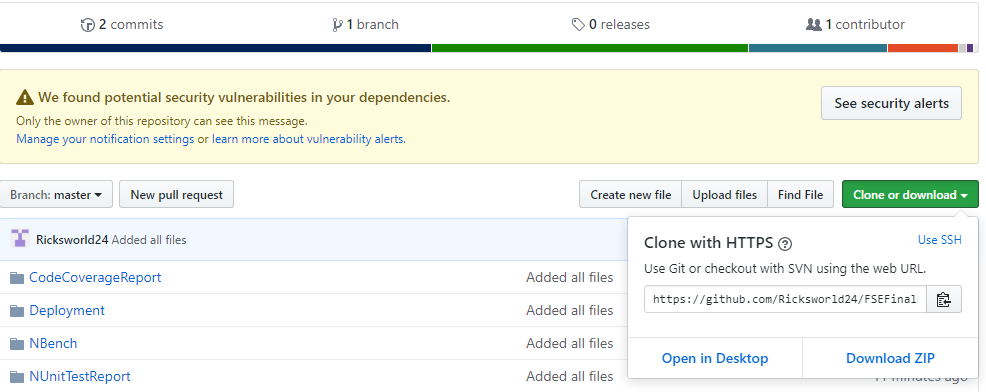 2 commits 1 branch 0 releases 1 contributor
We found potential security vulnerabilities in your dependencies.
See security alerts
Only the owner of this repository can see this message.
Manage your notification settings or learn more about vulnerability alerts.
Branch: master New pull request Create new file Upload files Find File Clone or download
Ricksworld24 Added all files
Clone with HTTPS ? Use SSH
Use Git or checkout with SVN using the web URL.
https://github.com/Ricksworld24/FSEFinal
Open in Desktop Download ZIP
CodeCoverageReport Added all files
Deployment Added all files
NBench Added all files
NUnitTestReport Added all files
minutes ago